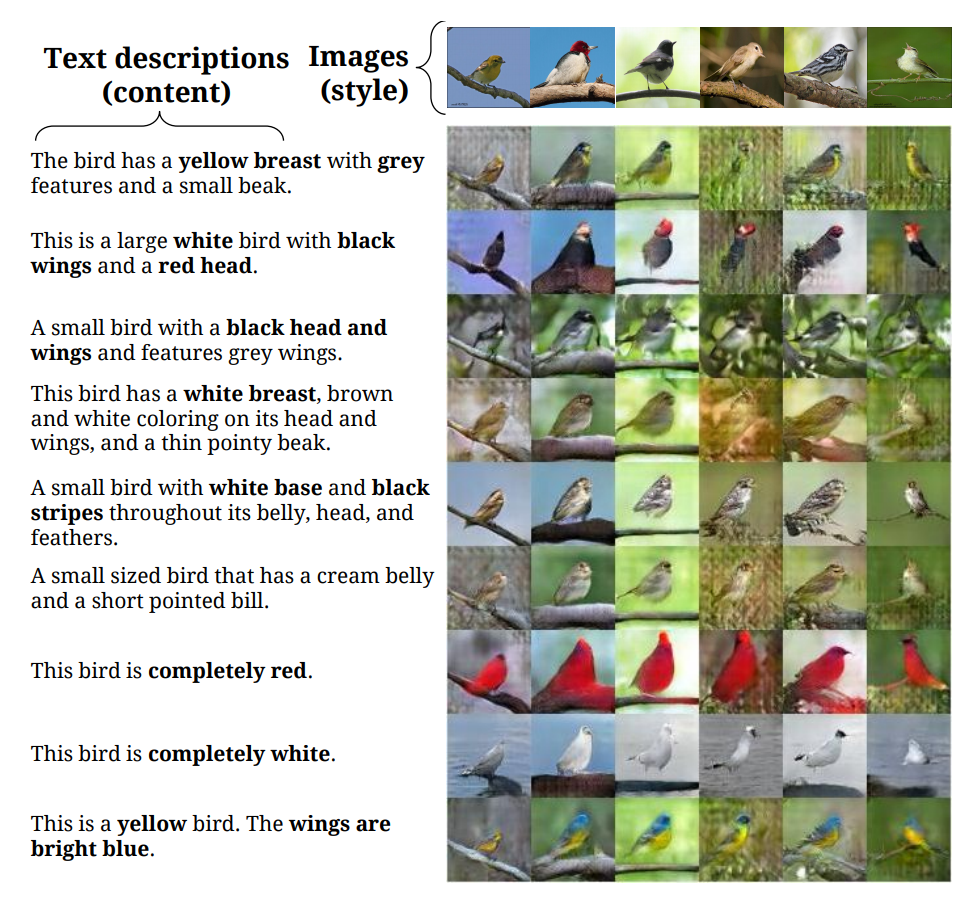 Text descriptions
(content)
Images
(style)
The bird has a yellow breast with grey
features and a small beak.
This is a large white bird with black
wings and a red head.
A small bird with a black head and
wings and features grey wings.
This bird has a white breast, brown
and white coloring on its head and
wings, and a thin pointy beak.
A small bird with white base and black
stripes throughout its belly, head, and
feathers.
A small sized bird that has a cream belly
and a short pointed bill.
This bird is completely red.
This bird is completely white.
This is a yellow bird. The wings are
bright blue.